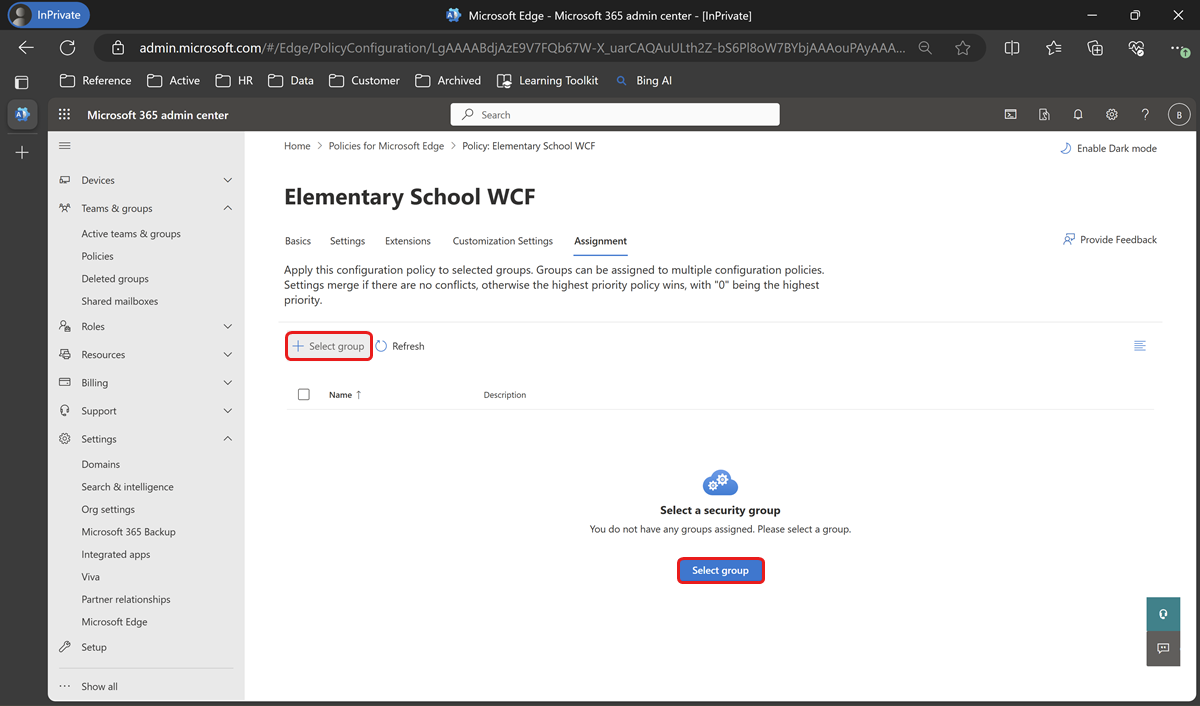 InPrivate
Microsoft Edge - Microsoft 365 admin center - [InPrivate]
admin.microsoft.com/#/Edge/PolicyConfiguration/LgAAAABdjAzE9V7FQb67W-X_uarCAQAuULth2Z-bS6Pl8oW7BYbjAAAouPAyAAA...
Reference
Active
HR
Data
Customer
Archived
Learning Toolkit
Bing AI
Microsoft 365 admin center
Search
B
Devices
Teams & groups
Active teams & groups
Policies
Deleted groups
Shared mailboxes
Roles
Resources
Billing
Support
Settings
Domains
Search & intelligence
Org settings
Microsoft 365 Backup
Integrated apps
Viva
Partner relationships
Microsoft Edge
Setup
Show all
Home > Policies for Microsoft Edge > Policy: Elementary School WCF
Enable Dark mode
Elementary School WCF
Basics
Settings
Extensions
Customization Settings
Assignment
Provide Feedback
Apply this configuration policy to selected groups. Groups can be assigned to multiple configuration policies.
Settings merge if there are no conflicts, otherwise the highest priority policy wins, with "0" being the highest
priority.
Select group
Refresh
Name ↑
Description
Select a security group
You do not have any groups assigned. Please select a group.
Select group